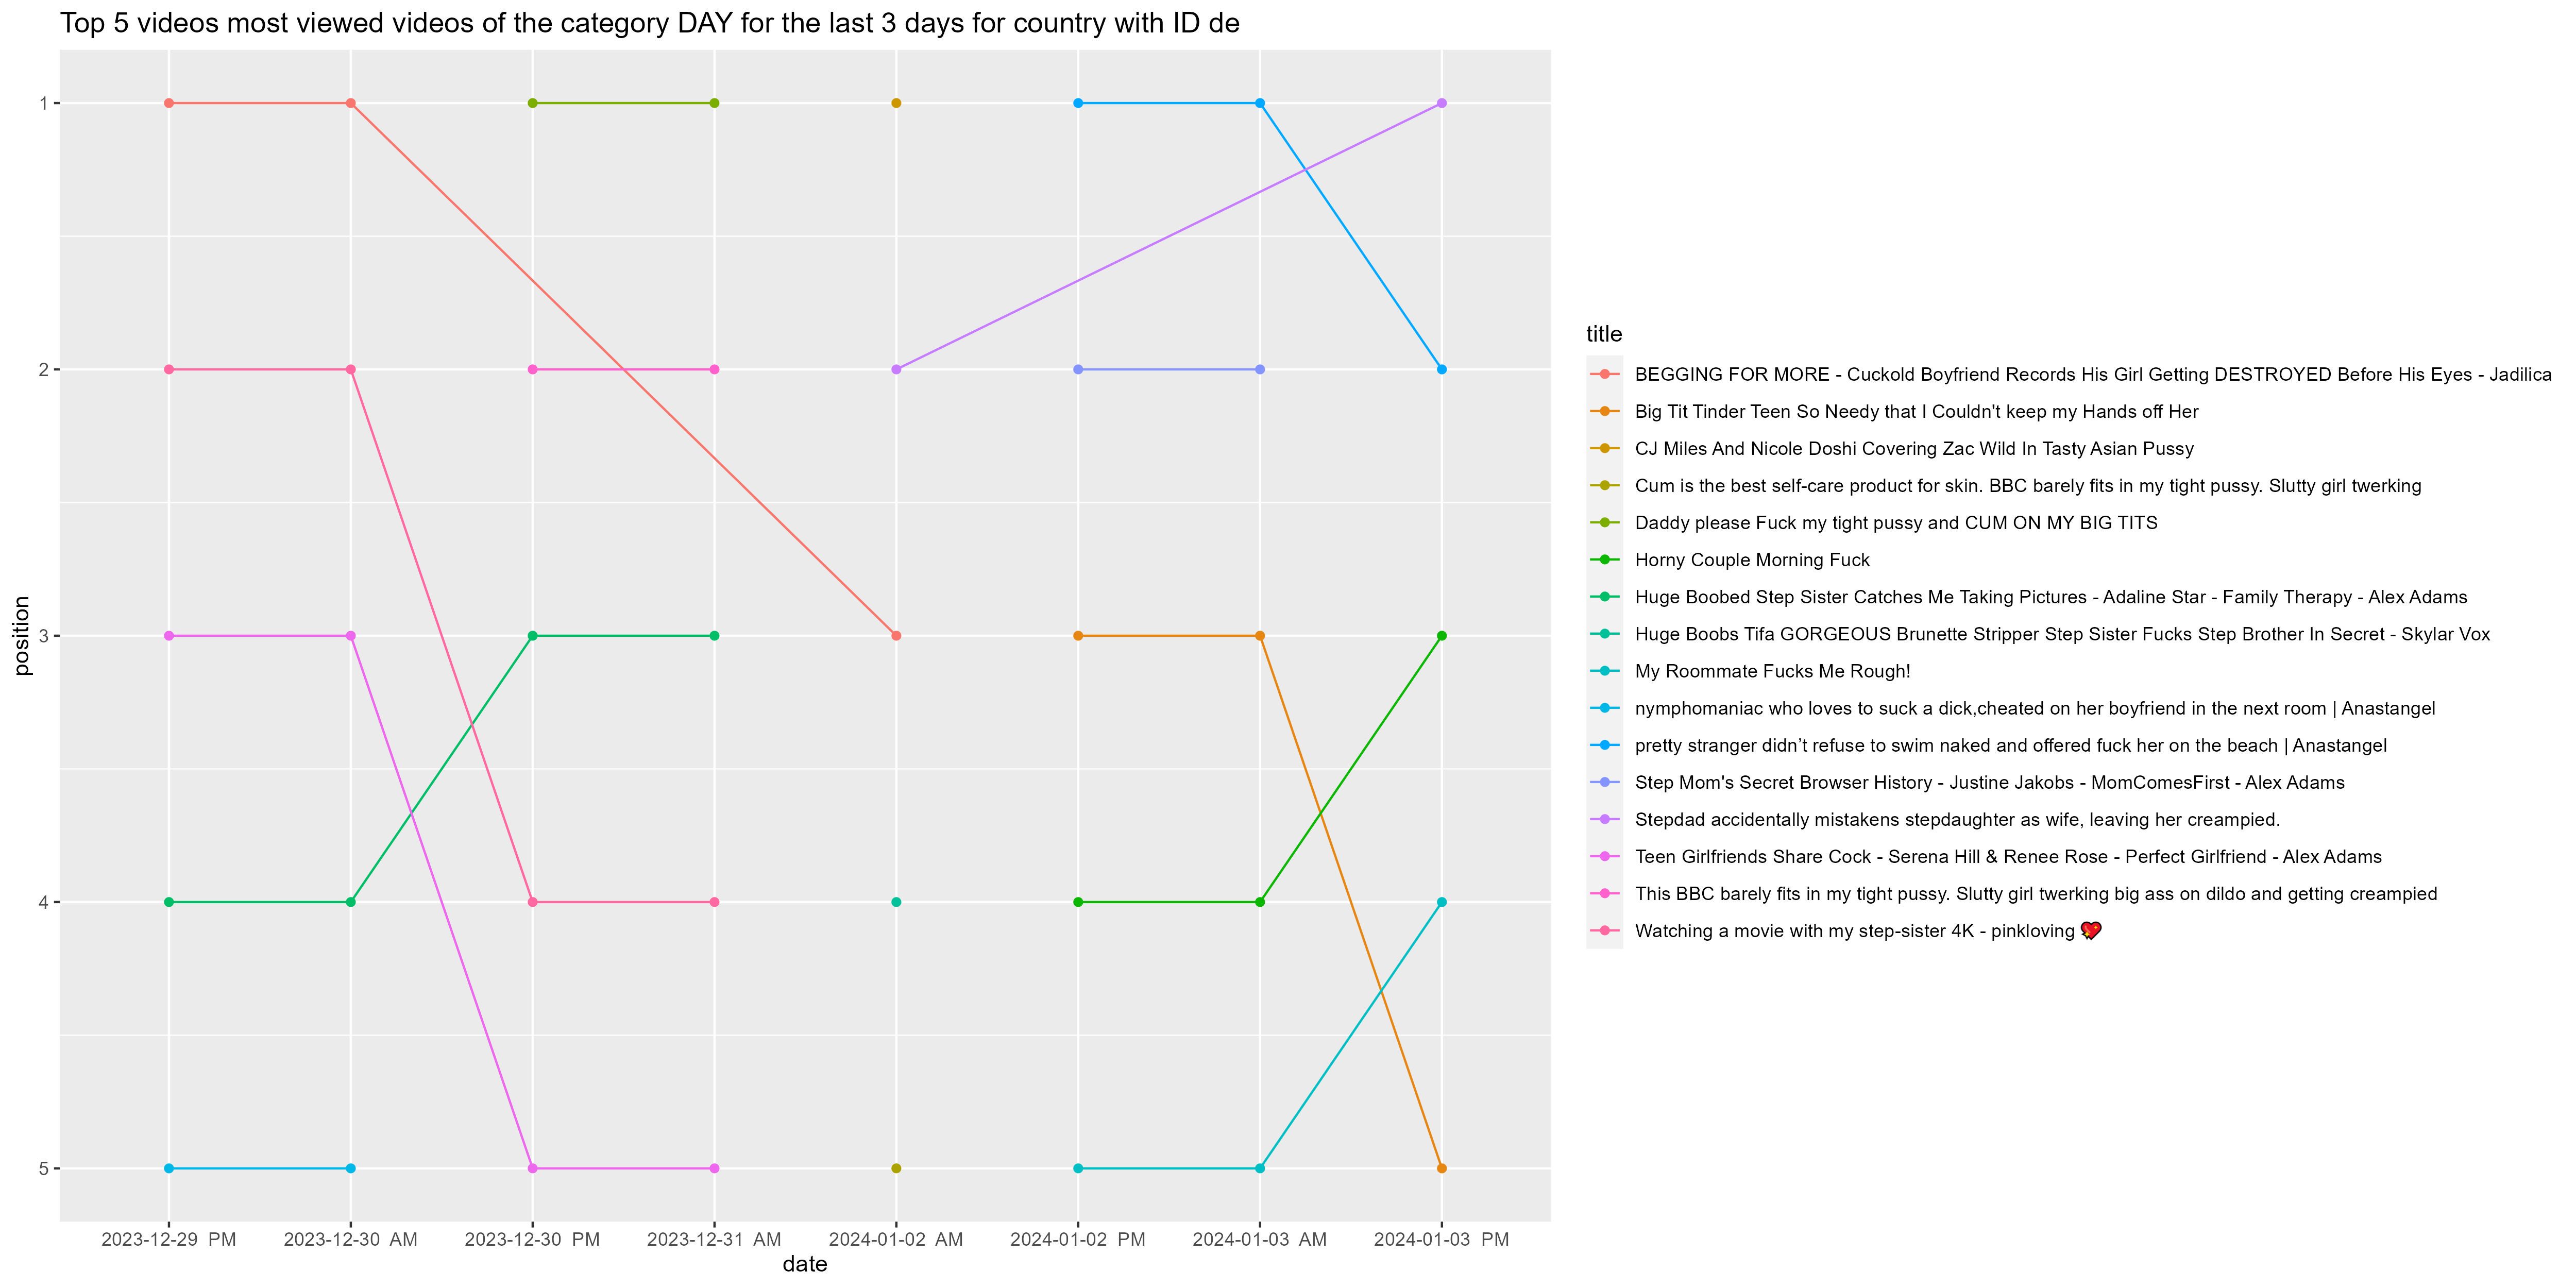 Top 5 videos most viewed videos of the category DAY for the last 3 days for country with ID de
position
1
2
3
4
5
2023-12-29 PM
2023-12-30 AM
2023-12-30 PM
2023-12-31 AM
2024-01-02 AM
2024-01-02 PM
2024-01-03 AM
2024-01-03 PM
date
title
BEGGING FOR MORE - Cuckold Boyfriend Records His Girl Getting DESTROYED Before His Eyes - Jadilica
Big Tit Tinder Teen So Needy that I Couldn't keep my Hands off Her
CJ Miles And Nicole Doshi Covering Zac Wild In Tasty Asian Pussy
Cum is the best self-care product for skin. BBC barely fits in my tight pussy. Slutty girl twerking
Daddy please Fuck my tight pussy and CUM ON MY BIG TITS
Horny Couple Morning Fuck
Huge Boobed Step Sister Catches Me Taking Pictures - Adaline Star - Family Therapy - Alex Adams
Huge Boobs Tifa GORGEOUS Brunette Stripper Step Sister Fucks Step Brother In Secret - Skylar Vox
My Roommate Fucks Me Rough!
nymphomaniac who loves to suck a dick,cheated on her boyfriend in the next room | Anastangel
pretty stranger didn’t refuse to swim naked and offered fuck her on the beach | Anastangel
Step Mom's Secret Browser History - Justine Jakobs - MomComesFirst - Alex Adams
Stepdad accidentally mistakens stepdaughter as wife, leaving her creampied.
Teen Girlfriends Share Cock - Serena Hill & Renee Rose - Perfect Girlfriend - Alex Adams
This BBC barely fits in my tight pussy. Slutty girl twerking big ass on dildo and getting creampied
Watching a movie with my step-sister 4K - pinkloving 💖